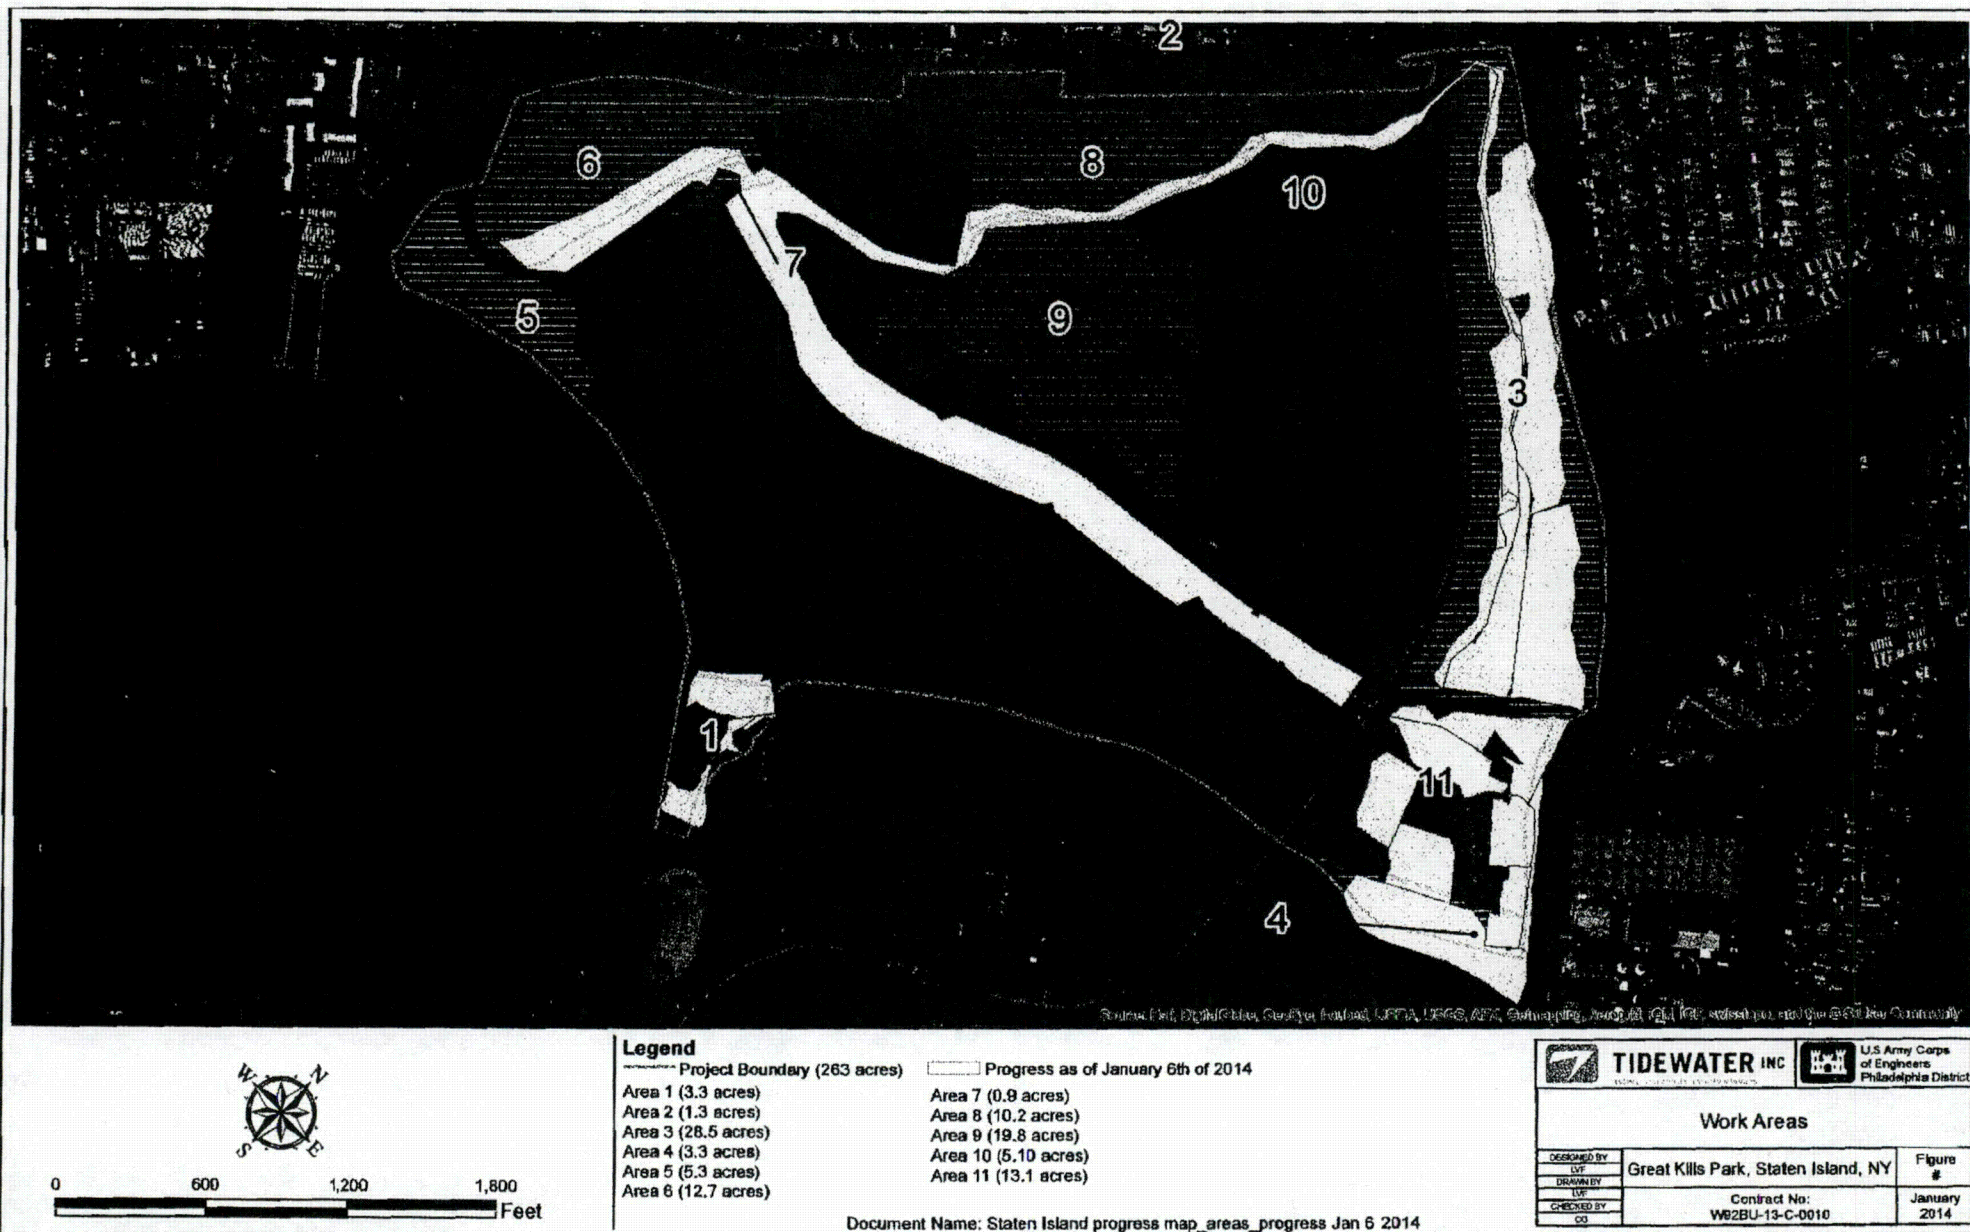 2
6
8
10
7
5
9
3
1
11
4
W N
S E
0 600 1,200 1,800
Feet
Legend
Project Boundary (263 acres)
Progress as of January 6th of 2014
Area 1 (3.3 acres)
Area 2 (1.3 acres)
Area 3 (28.5 acres)
Area 4 (3.3 acres)
Area 5 (5.3 acres)
Area 6 (12.7 acres)
Area 7 (0.9 acres)
Area 8 (10.2 acres)
Area 9 (19.8 acres)
Area 10 (5.10 acres)
Area 11 (13.1 acres)
Document Name: Staten Island progress map_areas_progress Jan 6 2014
TIDEWATER INC
U.S Army Corps
of Engineers
Philadelphia District
Work Areas
DESIGNED BY
LVF
DRAWN BY
LVF
CHECKED BY
Great Kills Park, Staten Island, NY
Figure
#
Contract No:
W92BU-13-C-0010
January
2014